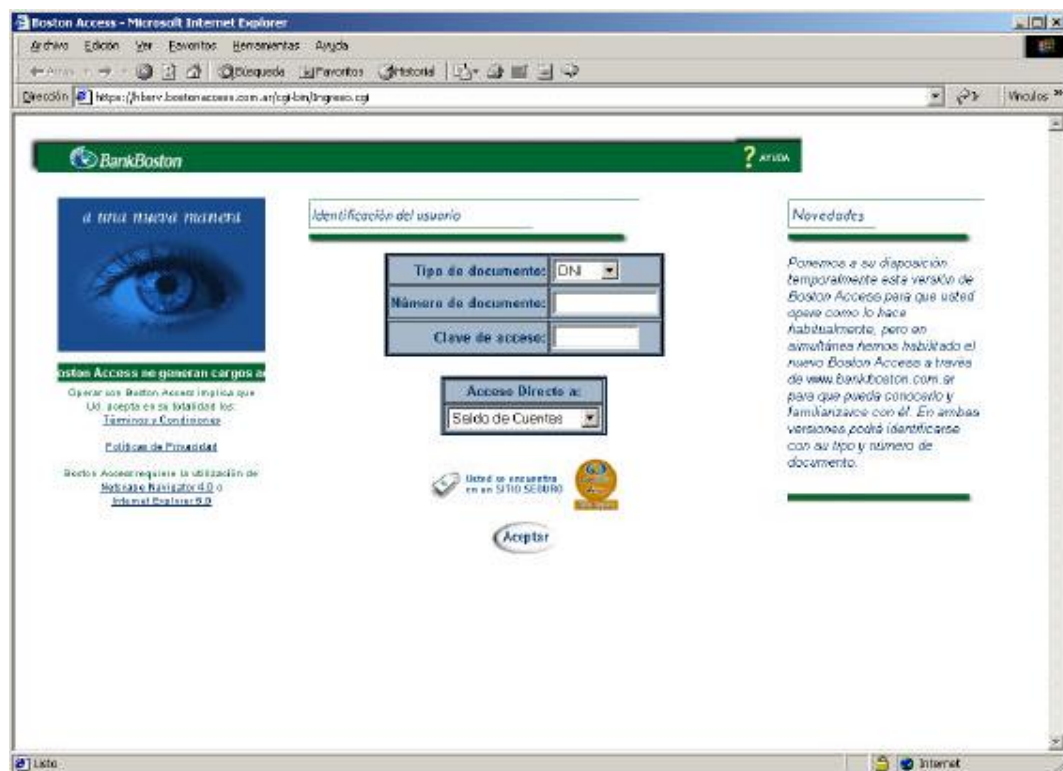 Boston Access - Microsoft Internet Explorer
Archivo Edición Ver Favoritos Herramientas Ayuda
Búsqueda Favoritos Historial
Dirección https://hbserv.bostonaccess.com.ar/cgi-bin/Ingreso.cgi Ir Vínculos »
BankBoston
? AYUDA
a una nueva manera
oston Access no generan cargos a
Operar con Boston Access implica que
Ud. acepta en su totalidad los:
Términos y Condiciones
Políticas de Privacidad
Boston Access requiere la utilización de
Netscape Navigator 4.0 o
Internet Explorer 5.0
Identificación del usuario
Tipo de documento: DNI
Número de documento:
Clave de acceso:
Acceso Directo a:
Saldo de Cuentas
Usted se encuentra
en un SITIO SEGURO
Aceptar
Novedades
Ponemos a su disposición
temporalmente esta versión de
Boston Access para que usted
opere como lo hace
habitualmente, pero en
simultánea hemos habilitado el
nuevo Boston Access a través
de www.bankboston.com.ar
para que pueda conocerlo y
familiarizarce con él. En ambas
versiones podrá identificarse
con su tipo y número de
documento.
Listo
Internet